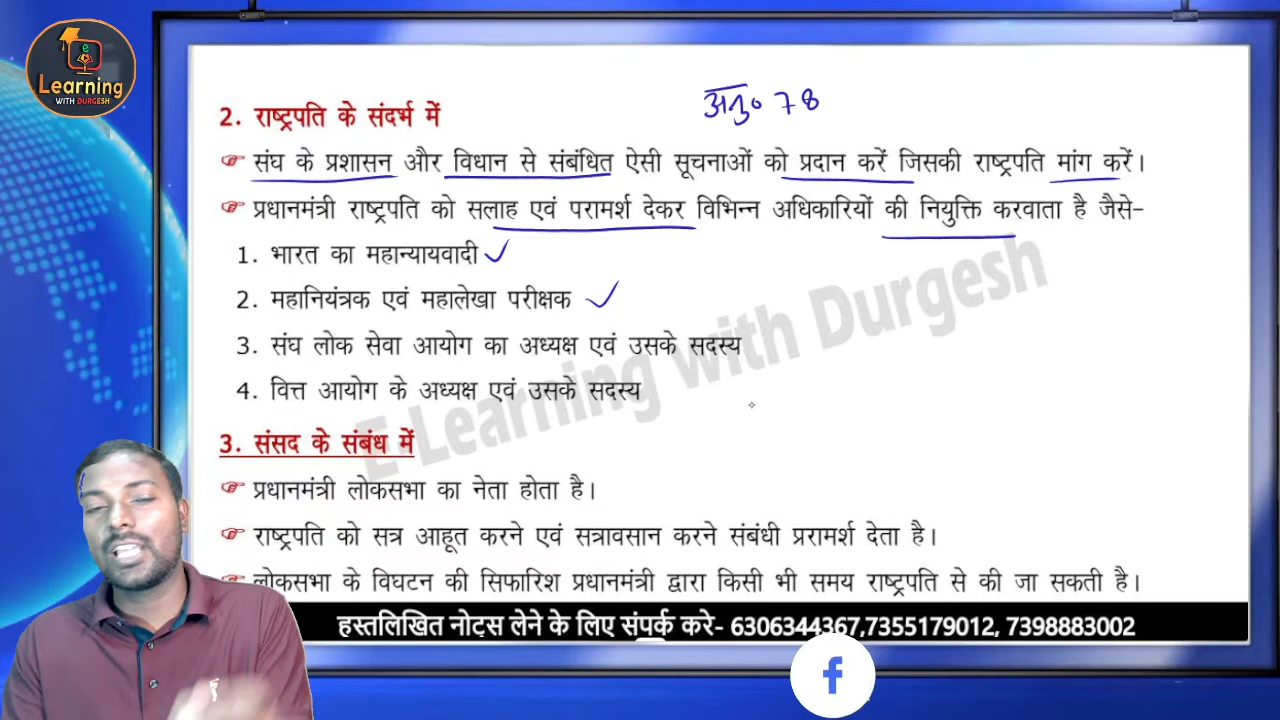 e
Learning
WITH DURGESH
अनु० 78
2. राष्ट्रपति के संदर्भ में
संघ के प्रशासन और विधान से संबंधित ऐसी सूचनाओं को प्रदान करें जिसकी राष्ट्रपति मांग करें।
प्रधानमंत्री राष्ट्रपति को सलाह एवं परामर्श देकर विभिन्न अधिकारियों की नियुक्ति करवाता है जैसे-
1. भारत का महान्यायवादी
2. महानियंत्रक एवं महालेखा परीक्षक
3. संघ लोक सेवा आयोग का अध्यक्ष एवं उसके सदस्य
4. वित्त आयोग के अध्यक्ष एवं उसके सदस्य
E-Learning with Durgesh
3. संसद के संबंध में
प्रधानमंत्री लोकसभा का नेता होता है।
राष्ट्रपति को सत्र आहूत करने एवं सत्रावसान करने संबंधी प्ररामर्श देता है।
लोकसभा के विघटन की सिफारिश प्रधानमंत्री द्वारा किसी भी समय राष्ट्रपति से की जा सकती है।
हस्तलिखित नोट्स लेने के लिए संपर्क करे- 6306344367,7355179012, 7398883002
f